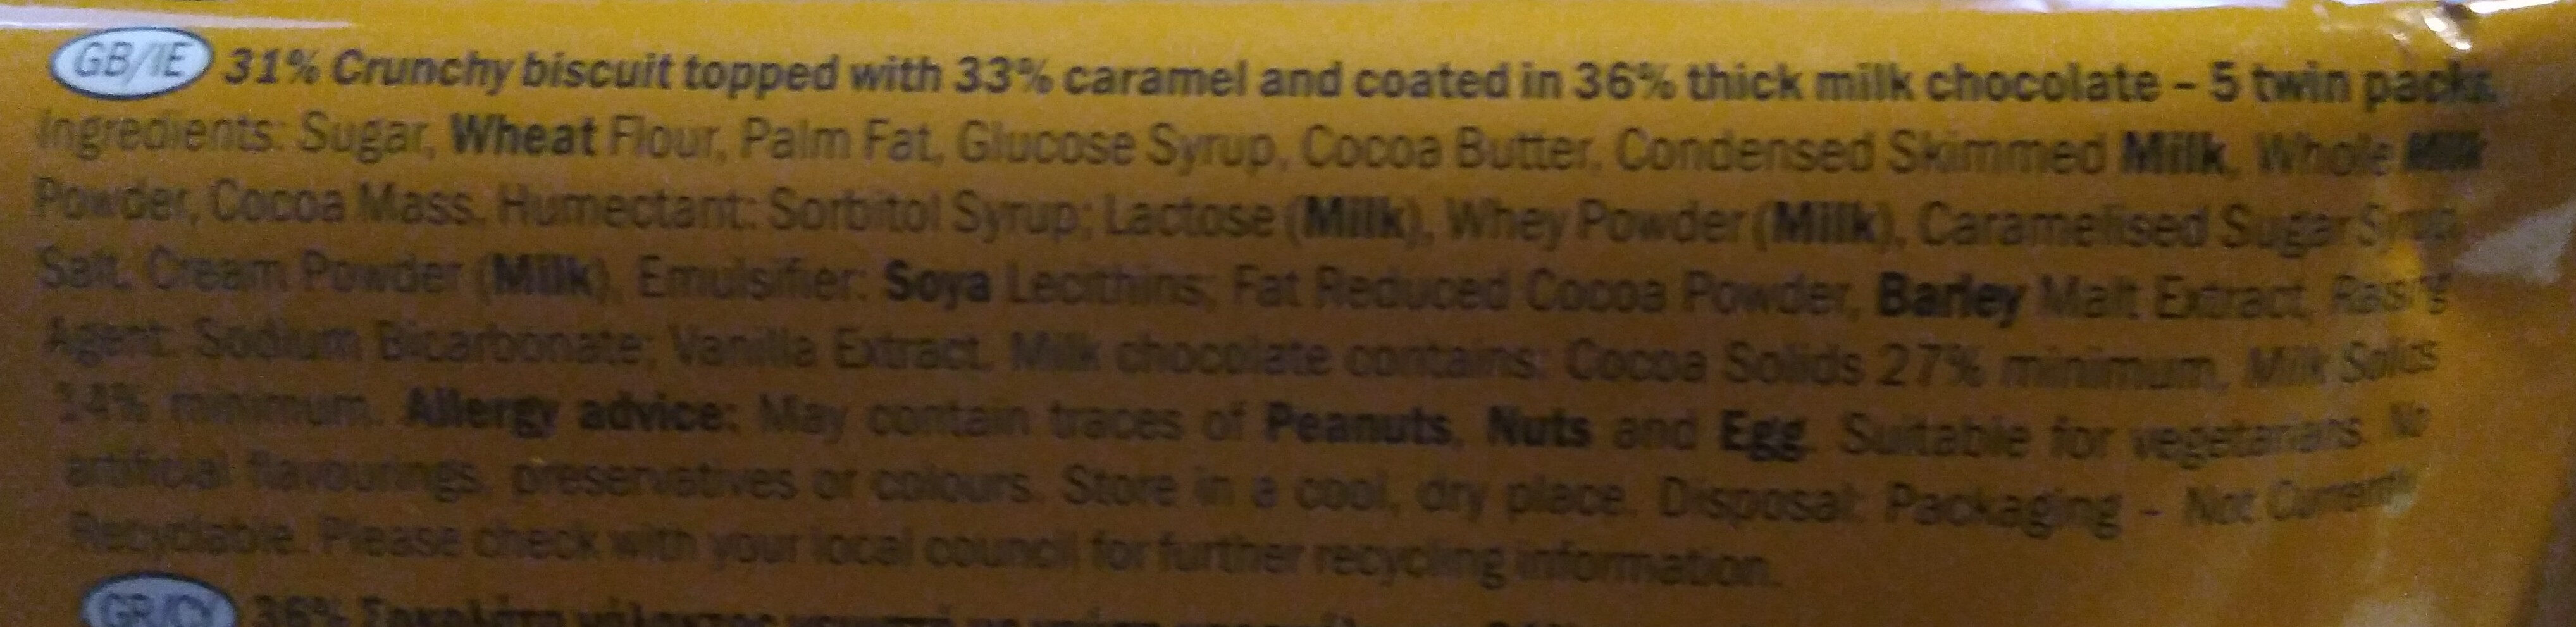 GB/IE 31% Crunchy biscuit topped with 33% caramel and coated in 36% thick milk chocolate – 5 twin packs.
Ingredients: Sugar, Wheat Flour, Palm Fat, Glucose Syrup, Cocoa Butter, Condensed Skimmed Milk, Whole Milk
Powder, Cocoa Mass, Humectant: Sorbitol Syrup; Lactose (Milk), Whey Powder (Milk), Caramelised Sugar Syrup,
Salt, Cream Powder (Milk), Emulsifier: Soya Lecithins; Fat Reduced Cocoa Powder, Barley Malt Extract, Raising
Agent: Sodium Bicarbonate; Vanilla Extract. Milk chocolate contains: Cocoa Solids 27% minimum, Milk Solids
14% minimum. Allergy advice: May contain traces of Peanuts, Nuts and Egg. Suitable for vegetarians. No
artificial flavourings, preservatives or colours. Store in a cool, dry place. Disposal: Packaging – Not Currently
Recyclable. Please check with your local council for further recycling information.
GR/CY 36%